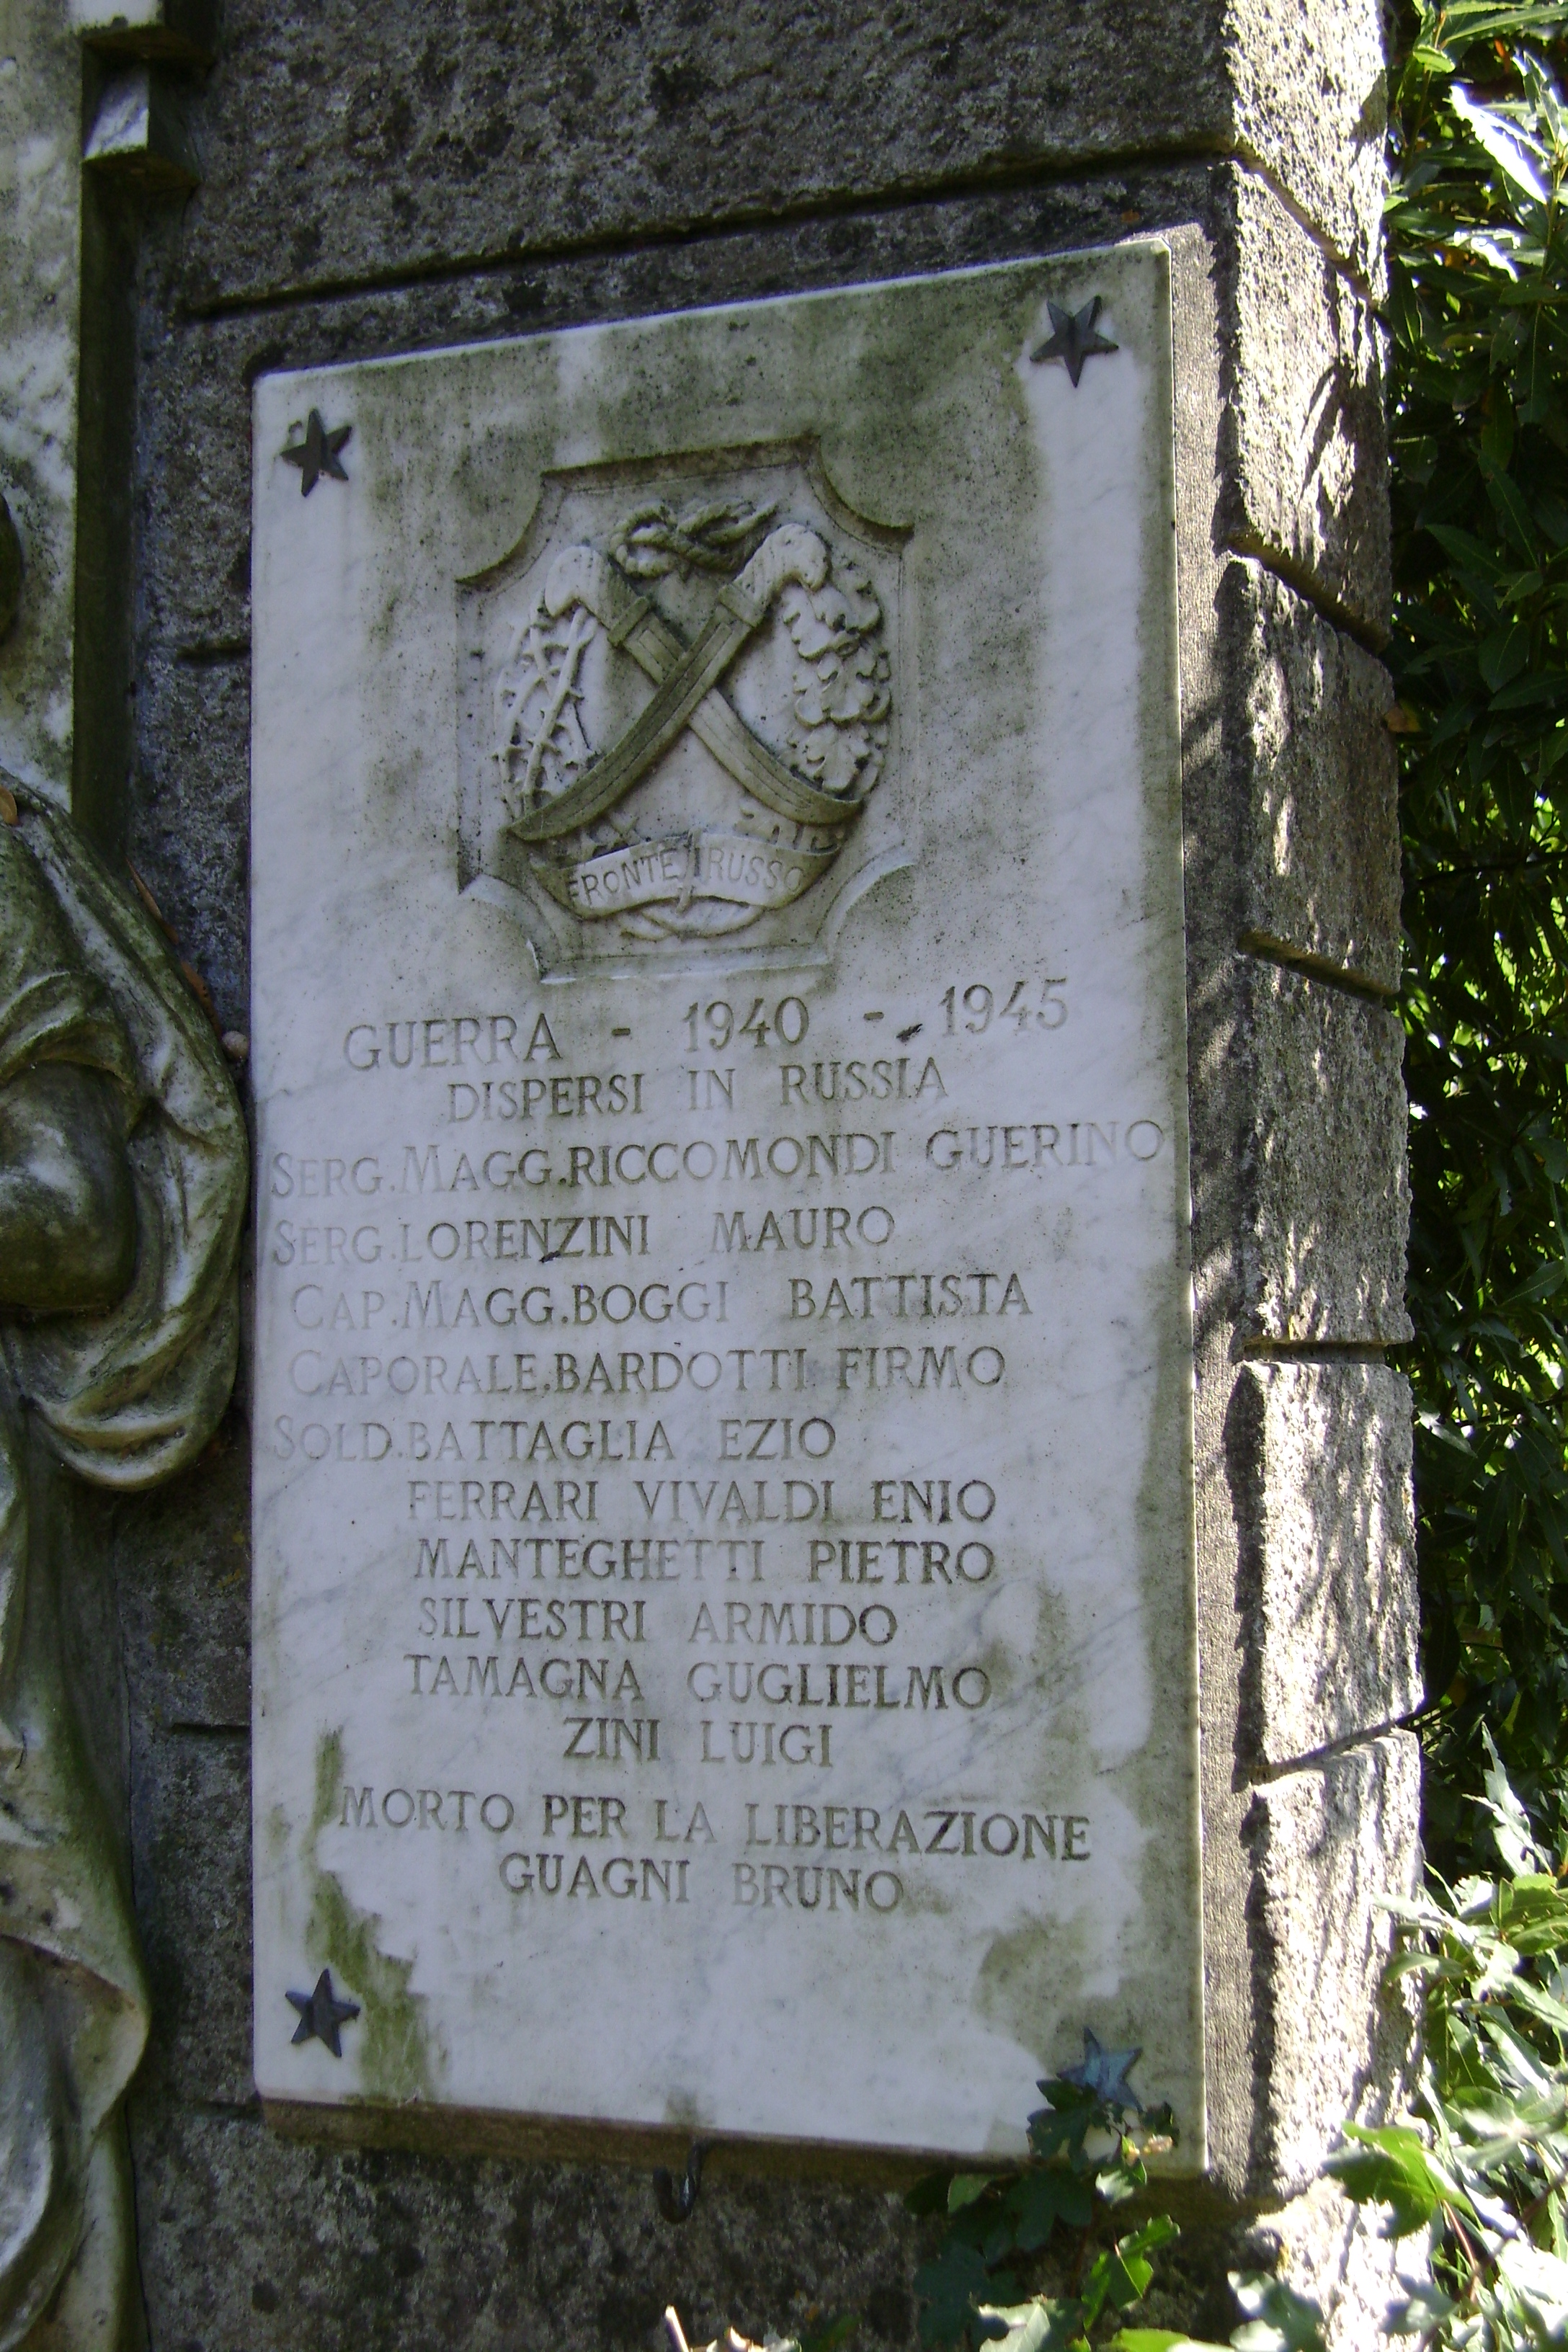 FRONTE RUSSO
GUERRA - 1940 - 1945
DISPERSI IN RUSSIA
SERG. MAGG. RICCOMONDI GUERINO
SERG. LORENZINI MAURO
CAP. MAGG. BOGGI BATTISTA
CAPORALE. BARDOTTI FIRMO
SOLD. BATTAGLIA EZIO
FERRARI VIVALDI ENIO
MANTEGHETTI PIETRO
SILVESTRI ARMIDO
TAMAGNA GUGLIELMO
ZINI LUIGI
MORTO PER LA LIBERAZIONE
GUAGNI BRUNO